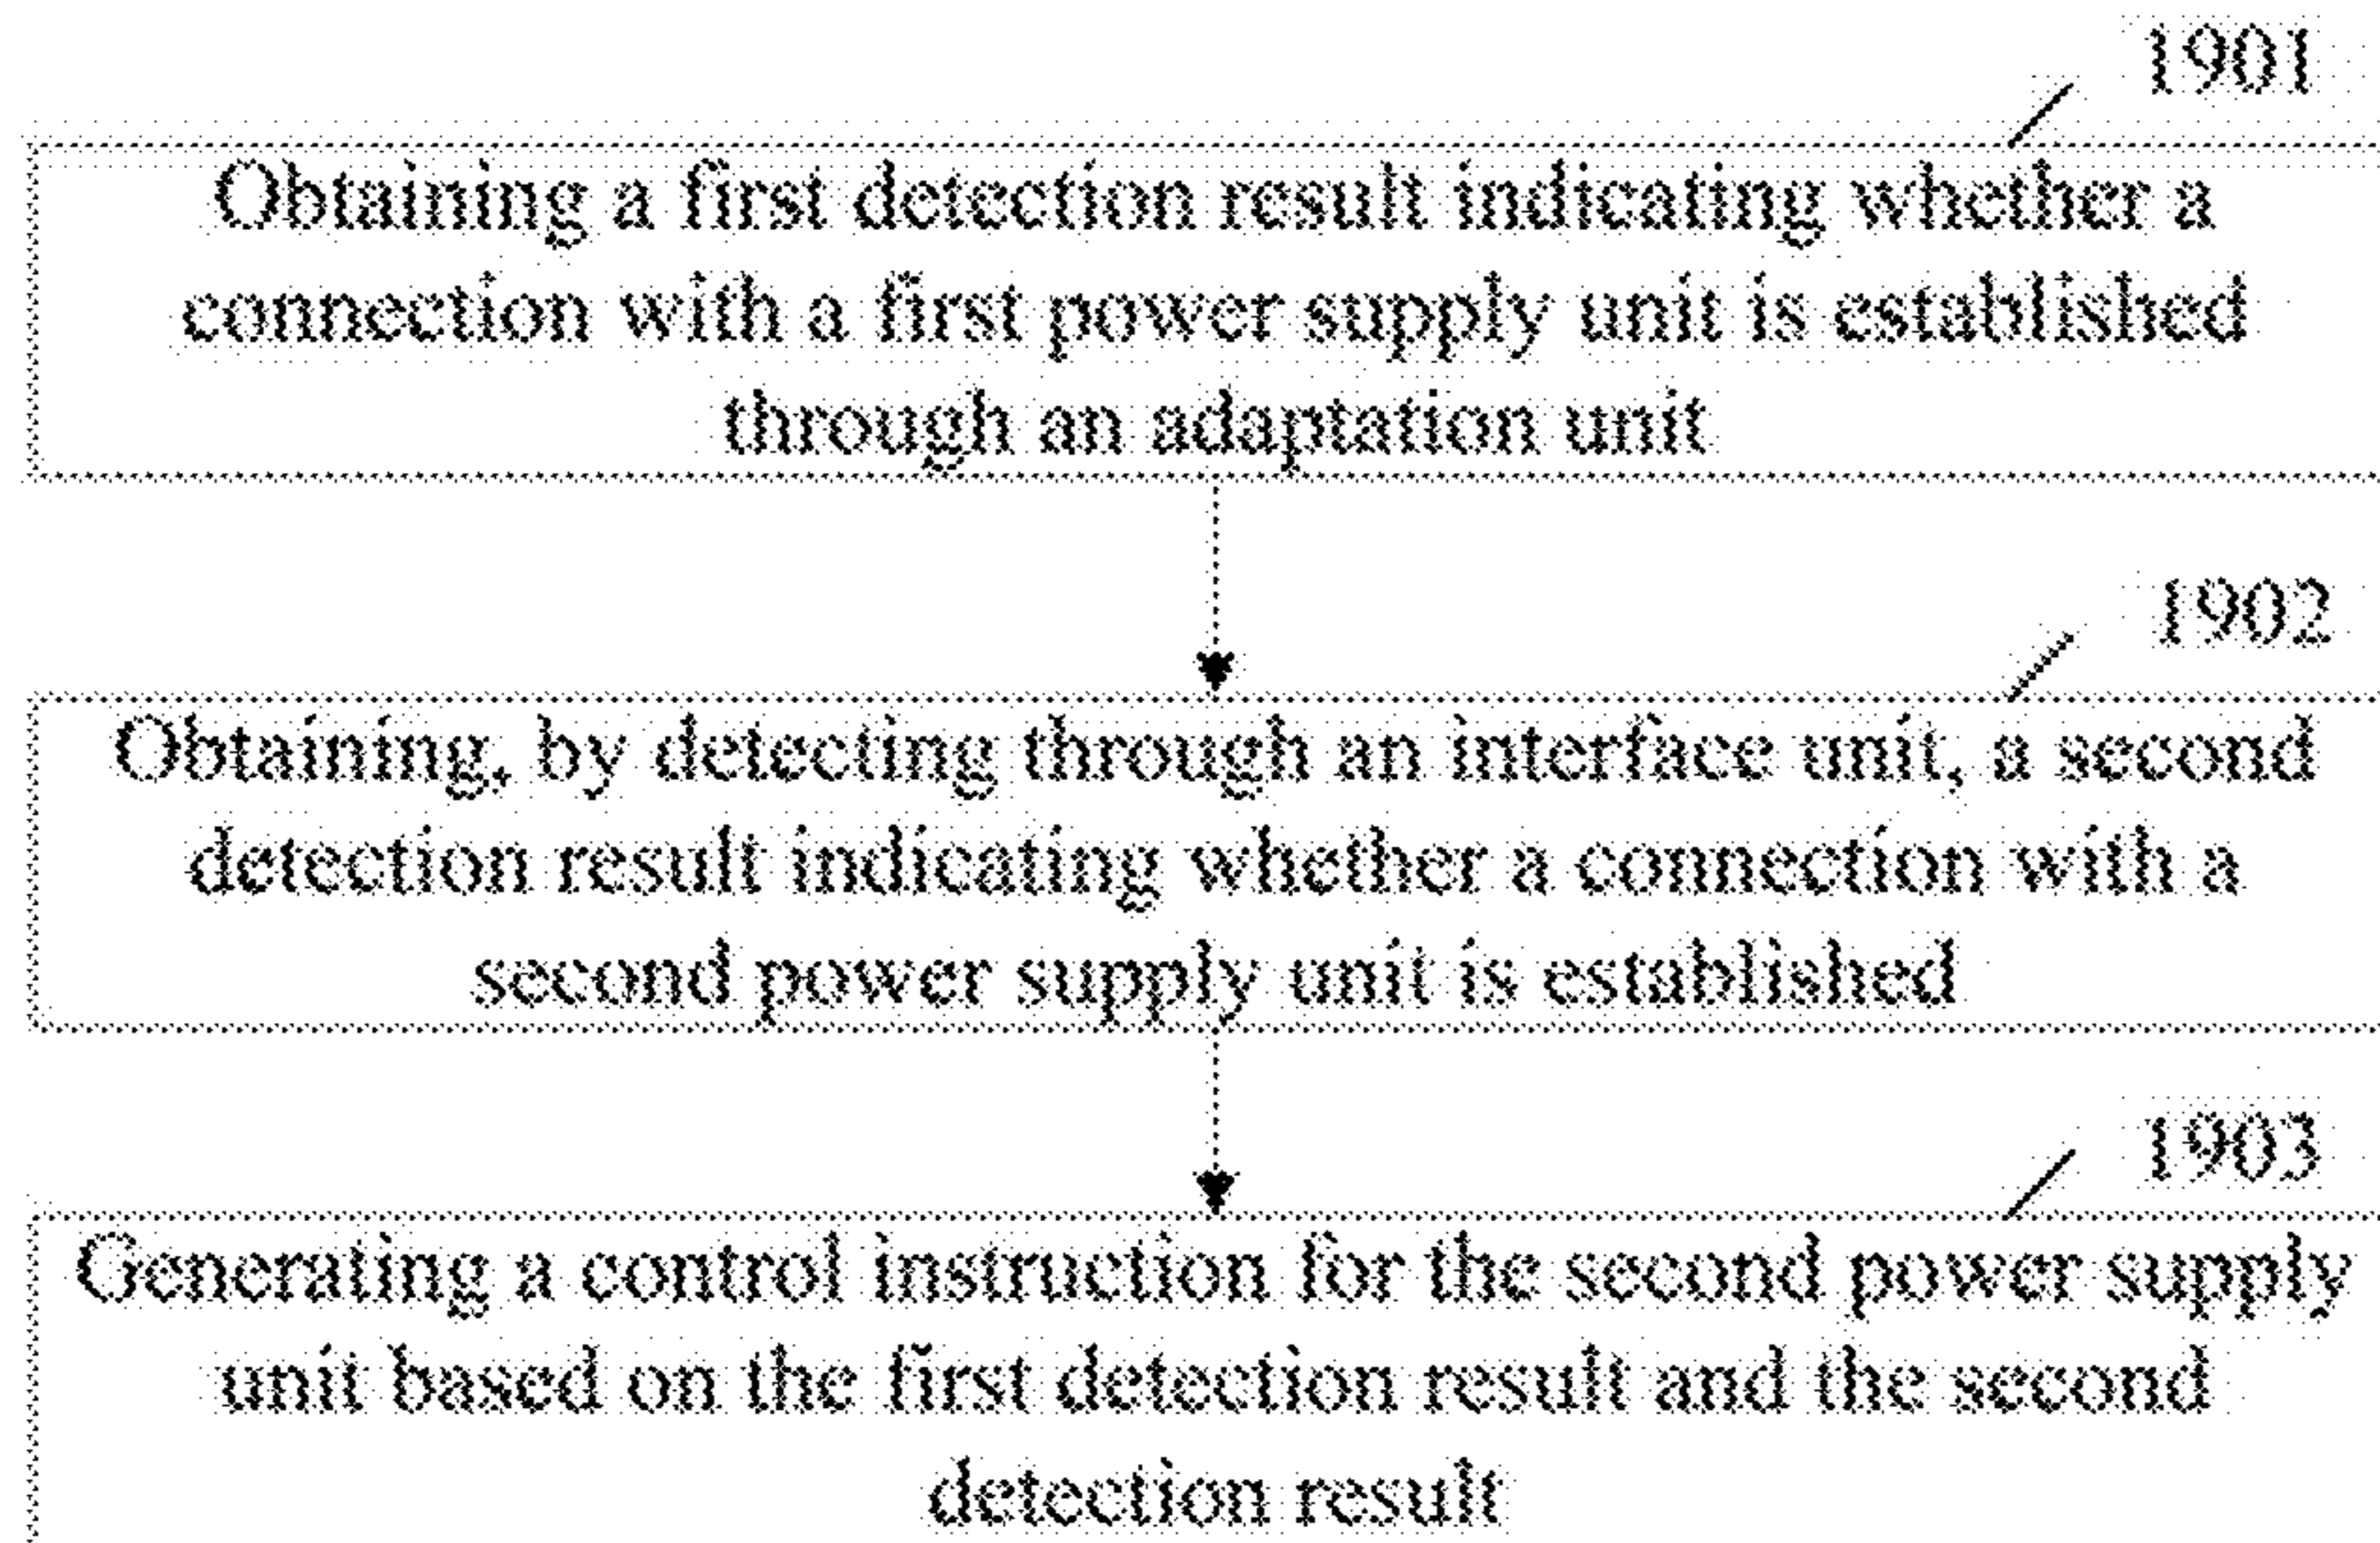 1901
Obtaining a first detection result indicating whether a
connection with a first power supply unit is established
through an adaptation unit
1902
Obtaining, by detecting through an interface unit, a second
detection result indicating whether a connection with a
second power supply unit is established
1903
Generating a control instruction for the second power supply
unit based on the first detection result and the second
detection result